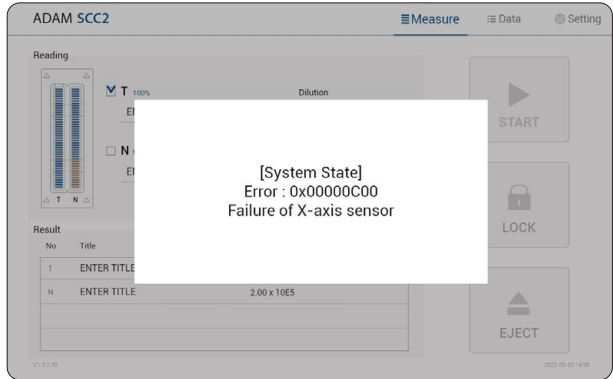 ADAM SCC2
Measure
Data
Setting
Reading
T 100%
Dilution
N
T N
START
[System State]
Error : 0x00000C00
Failure of X-axis sensor
LOCK
Result
No Title
T ENTER TITLE
N ENTER TITLE 2.00 x 10E5
EJECT